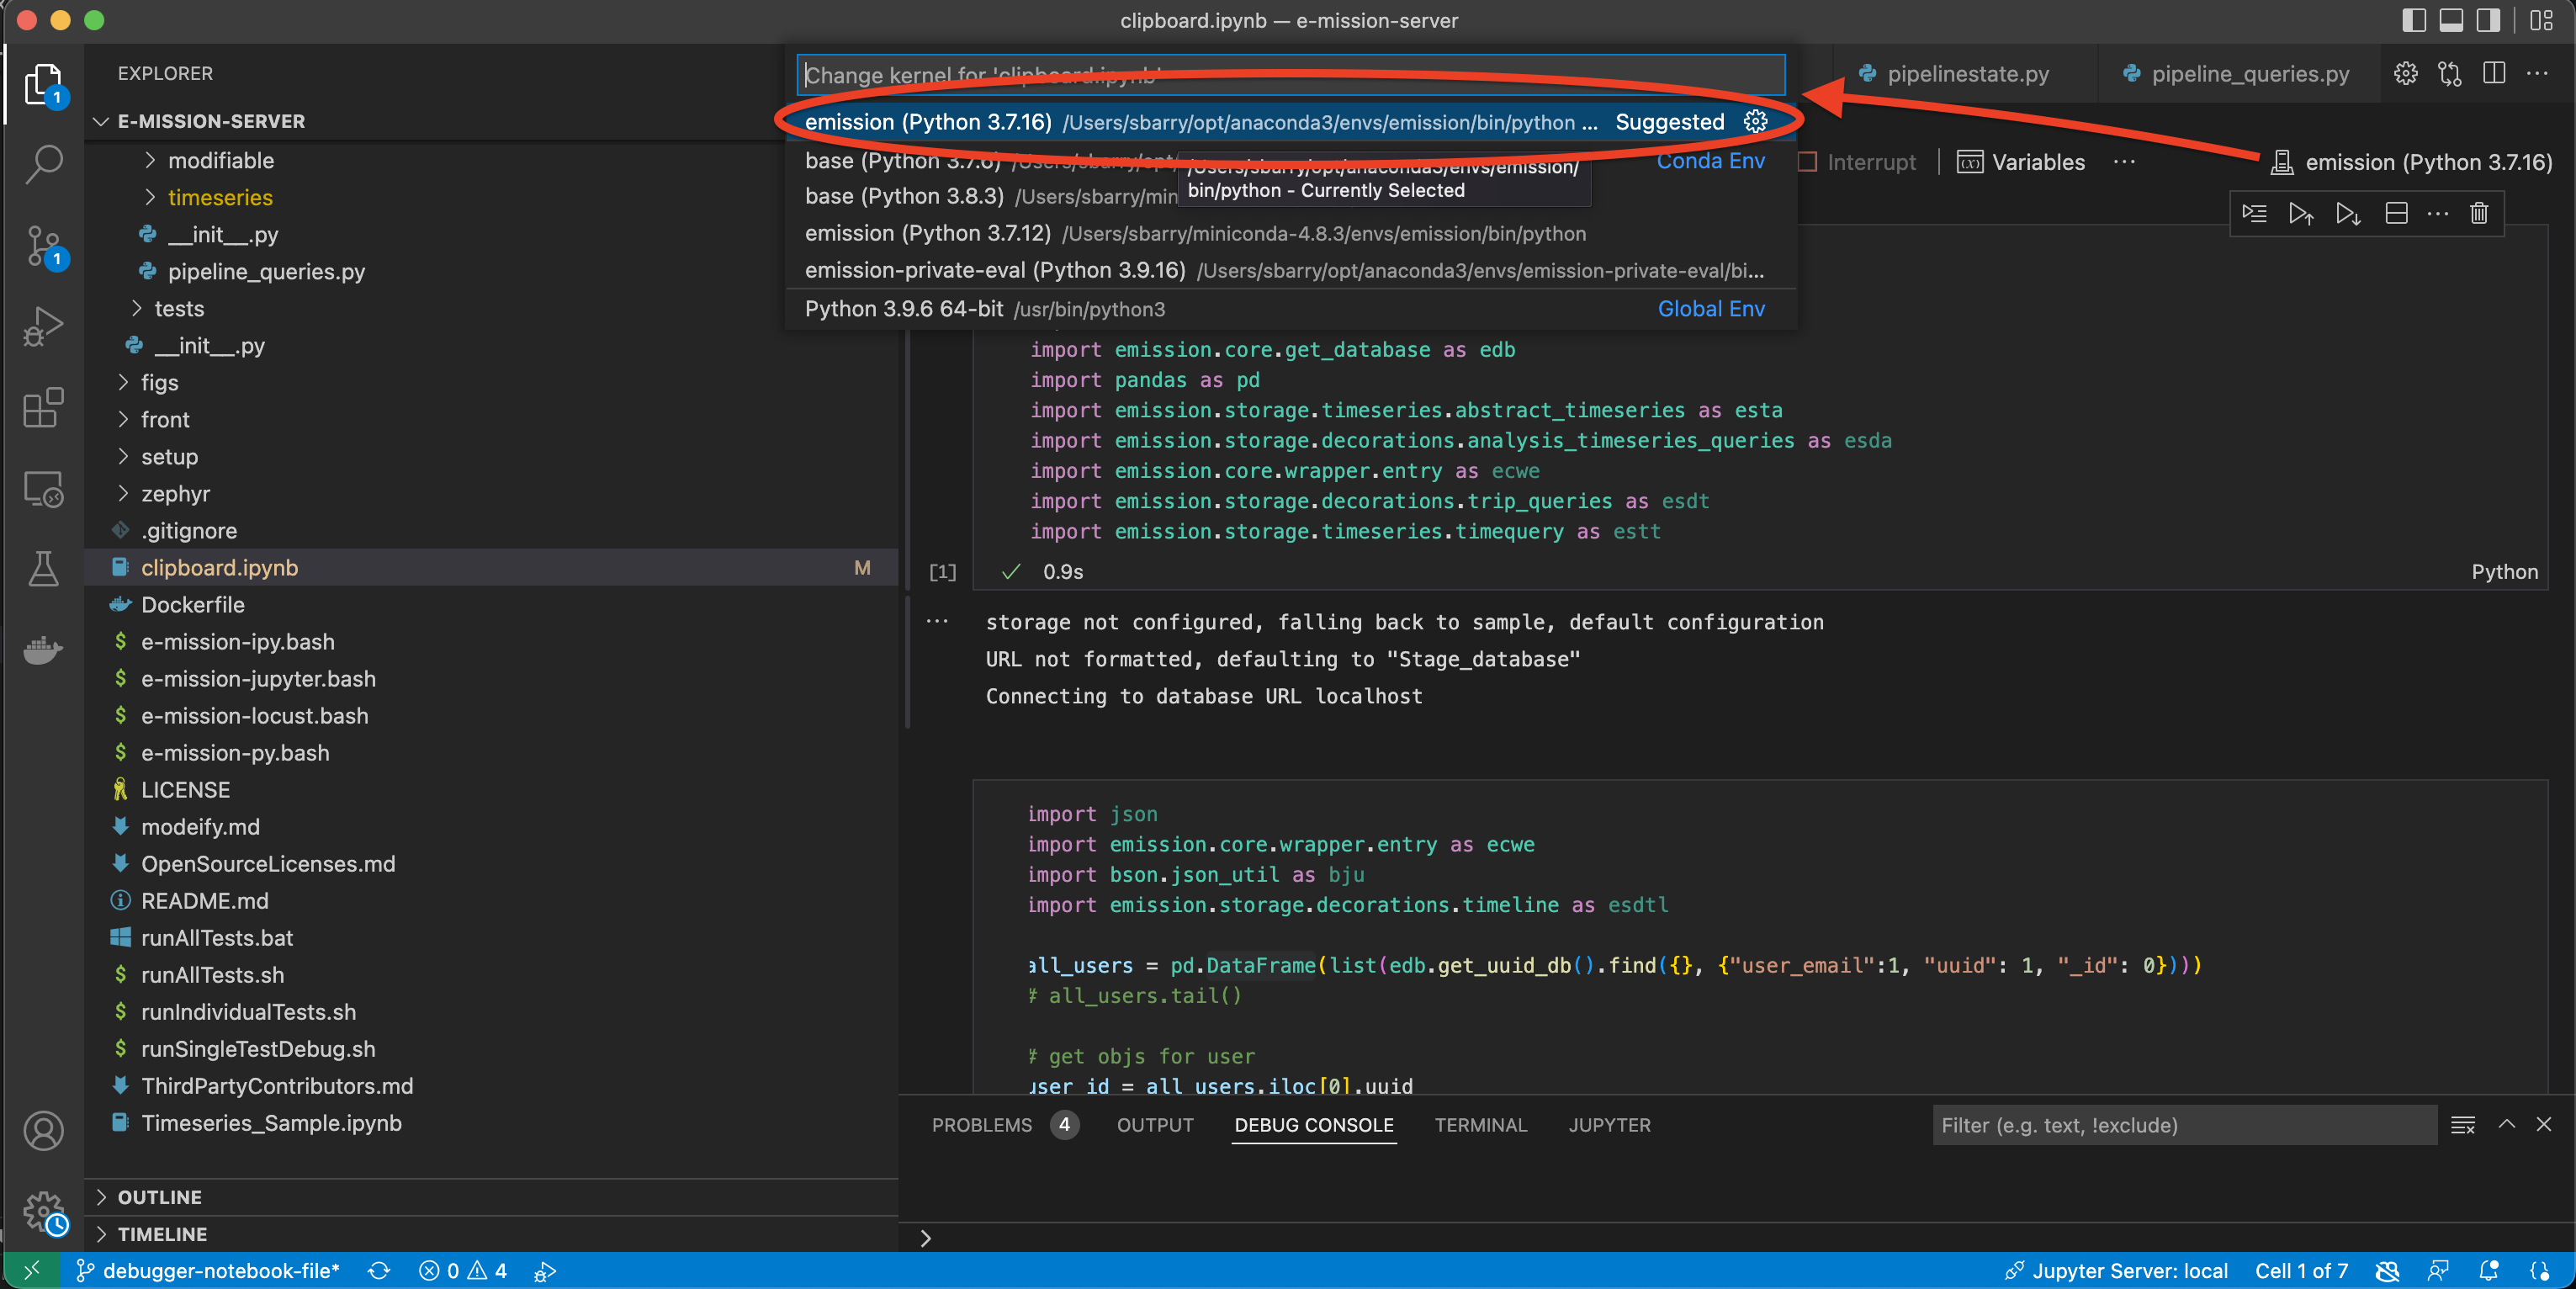 clipboard.ipynb — e-mission-server
EXPLORER
1
E-MISSION-SERVER
modifiable
timeseries
__init__.py
1
pipeline_queries.py
tests
__init__.py
figs
front
setup
zephyr
.gitignore
clipboard.ipynb M
Dockerfile
e-mission-ipy.bash
e-mission-jupyter.bash
e-mission-locust.bash
e-mission-py.bash
LICENSE
modeify.md
OpenSourceLicenses.md
README.md
runAllTests.bat
runAllTests.sh
runIndividualTests.sh
runSingleTestDebug.sh
ThirdPartyContributors.md
Timeseries_Sample.ipynb
OUTLINE
TIMELINE
Change kernel for 'clipboard.ipynb'
emission (Python 3.7.16) /Users/sbarry/opt/anaconda3/envs/emission/bin/python ... Suggested
base (Python 3.7.6) /Users/sbarry/opt/ Conda Env
/Users/sbarry/opt/anaconda3/envs/emission/
bin/python - Currently Selected
base (Python 3.8.3) /Users/sbarry/min
emission (Python 3.7.12) /Users/sbarry/miniconda-4.8.3/envs/emission/bin/python
emission-private-eval (Python 3.9.16) /Users/sbarry/opt/anaconda3/envs/emission-private-eval/bi...
Python 3.9.6 64-bit /usr/bin/python3 Global Env
pipelinestate.py pipeline_queries.py
Interrupt Variables ... emission (Python 3.7.16)
import emission.core.get_database as edb
import pandas as pd
import emission.storage.timeseries.abstract_timeseries as esta
import emission.storage.decorations.analysis_timeseries_queries as esda
import emission.core.wrapper.entry as ecwe
import emission.storage.decorations.trip_queries as esdt
import emission.storage.timeseries.timequery as estt
[1] 0.9s Python
storage not configured, falling back to sample, default configuration
URL not formatted, defaulting to "Stage_database"
Connecting to database URL localhost
import json
import emission.core.wrapper.entry as ecwe
import bson.json_util as bju
import emission.storage.decorations.timeline as esdtl
all_users = pd.DataFrame(list(edb.get_uuid_db().find({}, {"user_email":1, "uuid": 1, "_id": 0})))
# all_users.tail()
# get objs for user
user_id = all_users.iloc[0].uuid
PROBLEMS 4 OUTPUT DEBUG CONSOLE TERMINAL JUPYTER Filter (e.g. text, !exclude)
debugger-notebook-file* 0 4 Jupyter Server: local Cell 1 of 7